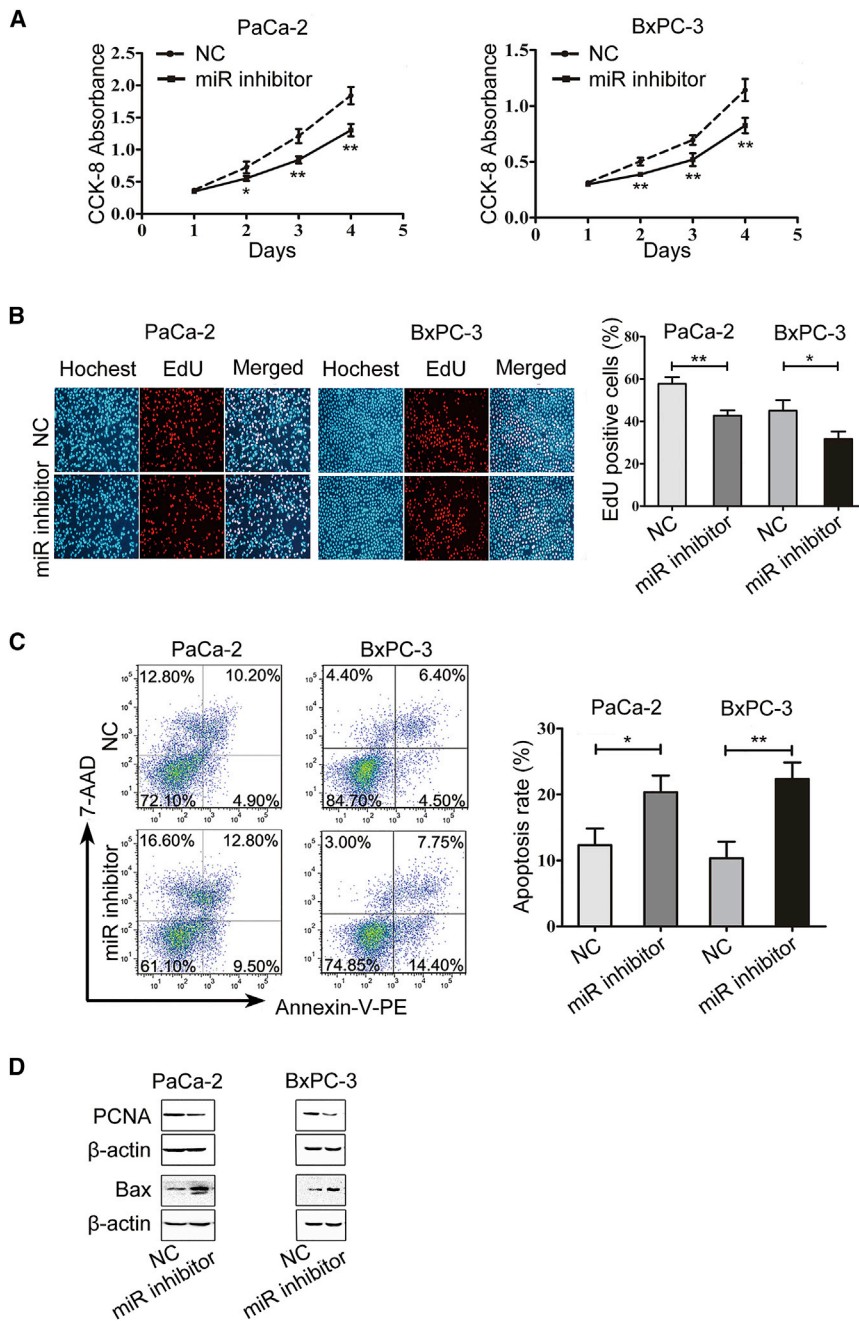 A
PaCa-2
NC
miR inhibitor
CCK-8 Absorbance
2.5
2.0
1.5
1.0
0.5
0.0
*
**
**
0 1 2 3 4 5
Days
BxPC-3
NC
miR inhibitor
CCK-8 Absorbance
1.5
1.0
0.5
0.0
**
**
**
0 1 2 3 4 5
Days
B
PaCa-2 BxPC-3
Hochest EdU Merged Hochest EdU Merged
NC
miR inhibitor
EdU positive cells (%)
80
60
40
20
0
PaCa-2 BxPC-3
** *
NC miR inhibitor NC miR inhibitor
C
PaCa-2 BxPC-3
NC
12.80% 10.20% 4.40% 6.40%
72.10% 4.90% 84.70% 4.50%
miR inhibitor
16.60% 12.80% 3.00% 7.75%
61.10% 9.50% 74.85% 14.40%
7-AAD
Annexin-V-PE
Apoptosis rate (%)
30
20
10
0
PaCa-2 BxPC-3
* **
NC miR inhibitor NC miR inhibitor
D
PaCa-2 BxPC-3
PCNA
β-actin
Bax
β-actin
NC miR inhibitor NC miR inhibitor